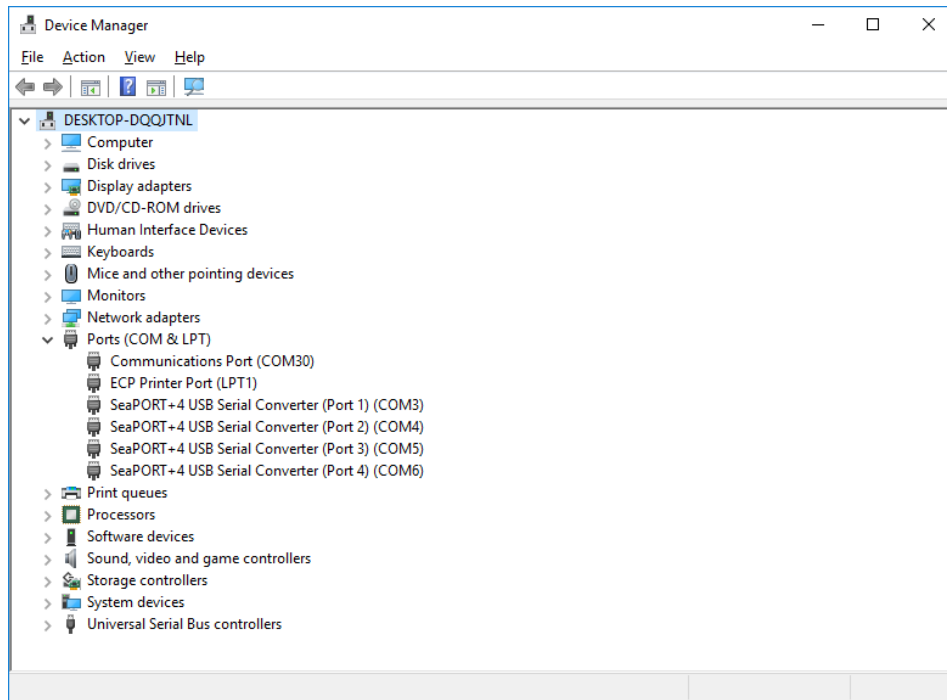 Device Manager
File Action View Help
DESKTOP-DQQJTNL
Computer
Disk drives
Display adapters
DVD/CD-ROM drives
Human Interface Devices
Keyboards
Mice and other pointing devices
Monitors
Network adapters
Ports (COM & LPT)
Communications Port (COM30)
ECP Printer Port (LPT1)
SeaPORT+4 USB Serial Converter (Port 1) (COM3)
SeaPORT+4 USB Serial Converter (Port 2) (COM4)
SeaPORT+4 USB Serial Converter (Port 3) (COM5)
SeaPORT+4 USB Serial Converter (Port 4) (COM6)
Print queues
Processors
Software devices
Sound, video and game controllers
Storage controllers
System devices
Universal Serial Bus controllers